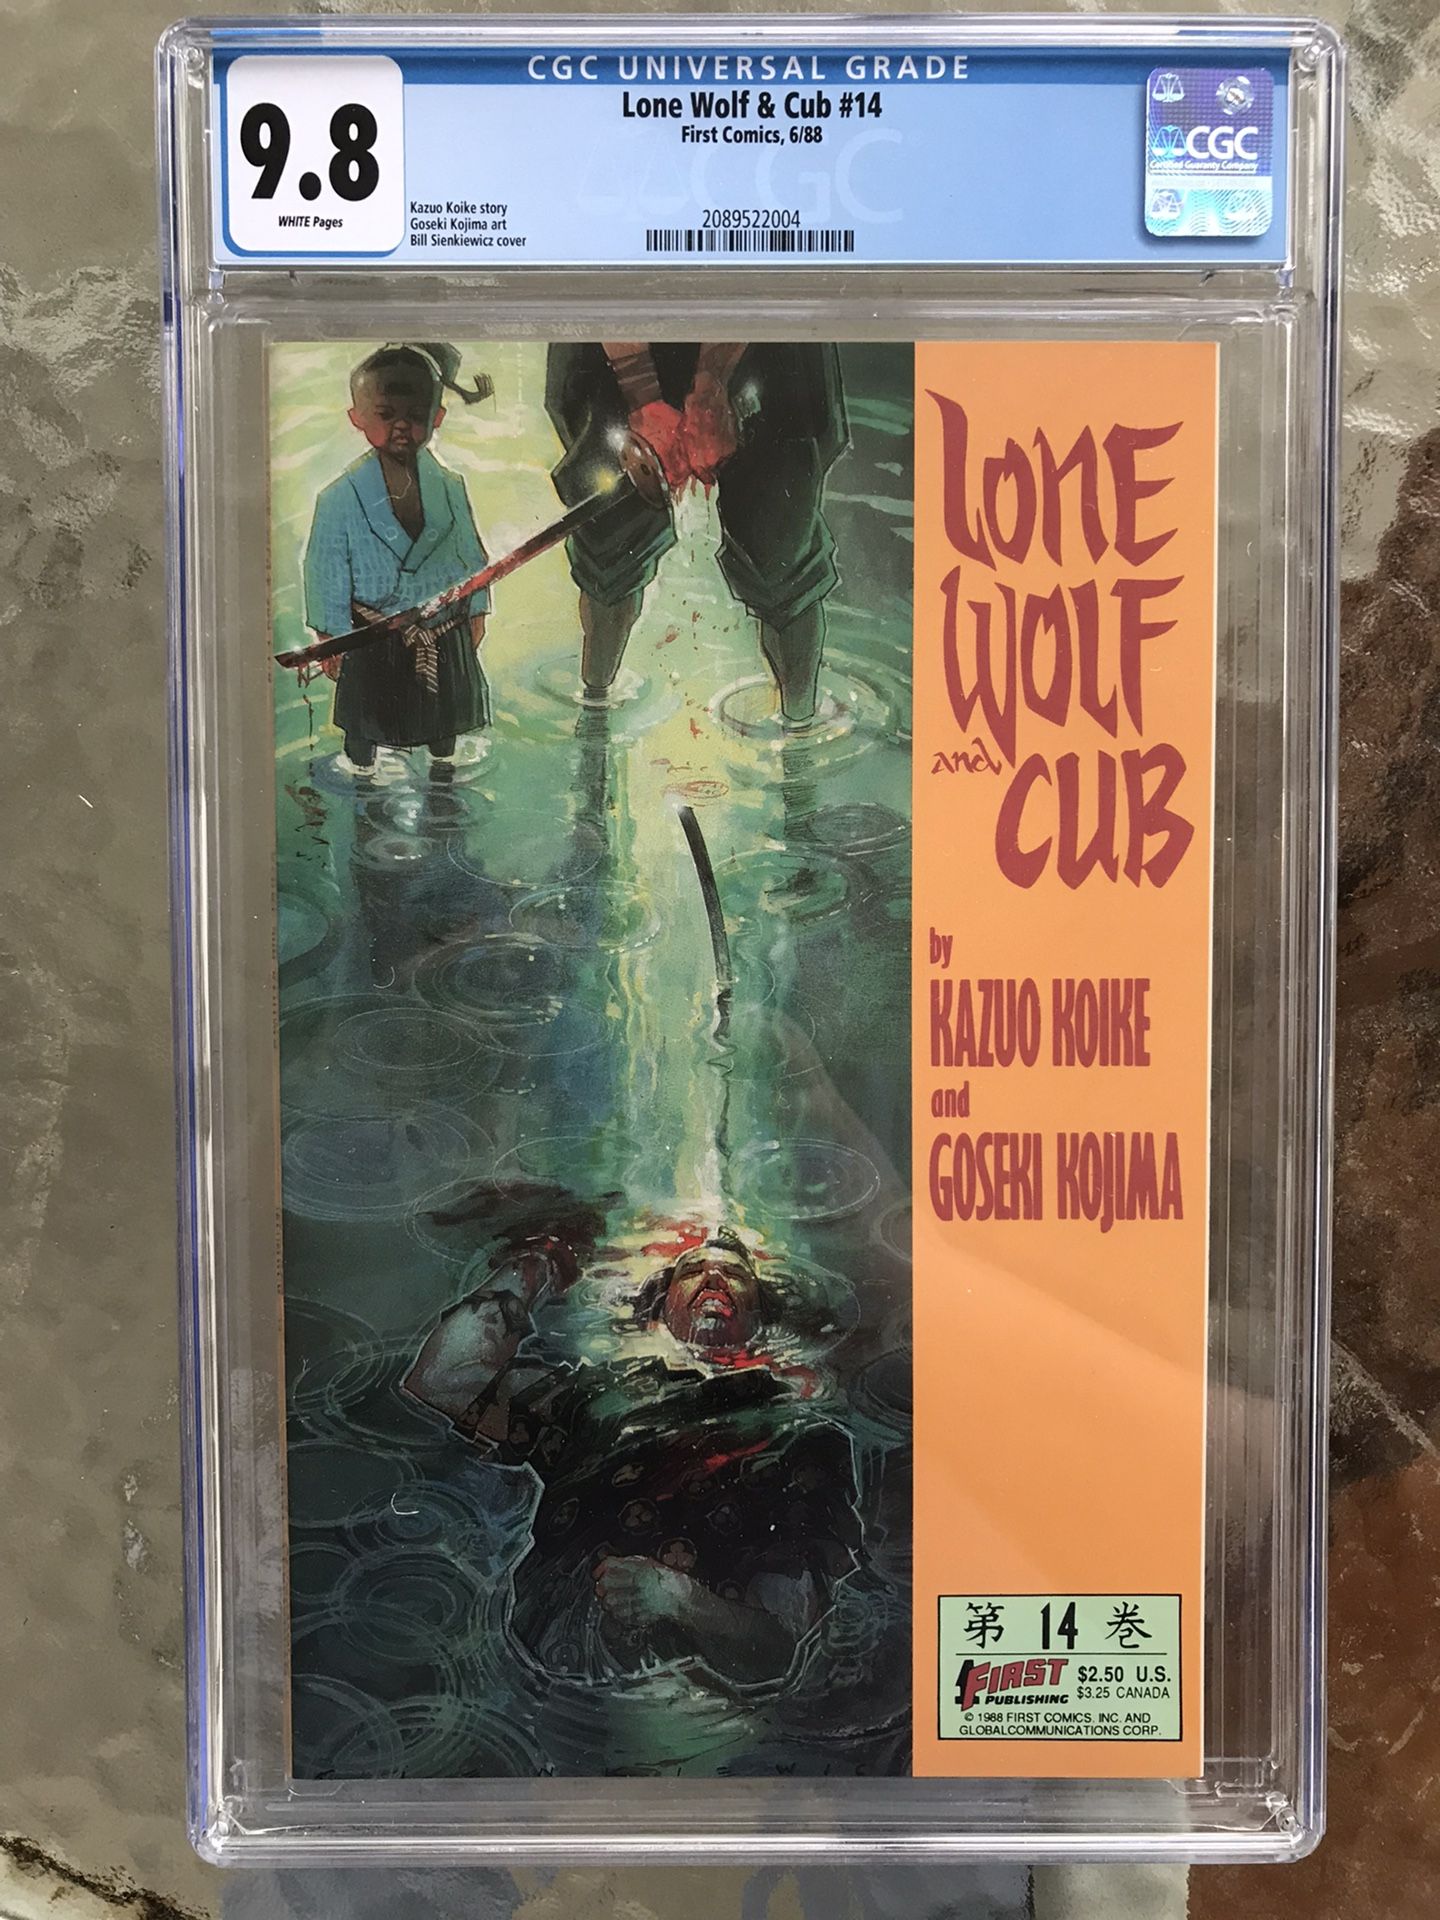 CGC UNIVERSAL GRADE
9.8
WHITE Pages
Lone Wolf & Cub #14
First Comics, 6/88
Kazuo Koike story
Goseki Kojima art
Bill Sienkiewicz cover
2089522004
CGC
Certified Guaranty Company
LONE
WOLF
and
CUB
by
KAZUO KOIKE
and
GOSEKI KOJIMA
第 14 巻
FIRST
PUBLISHING
$2.50 U.S.
$3.25 CANADA
© 1988 FIRST COMICS, INC. AND
GLOBALCOMMUNICATIONS CORP.